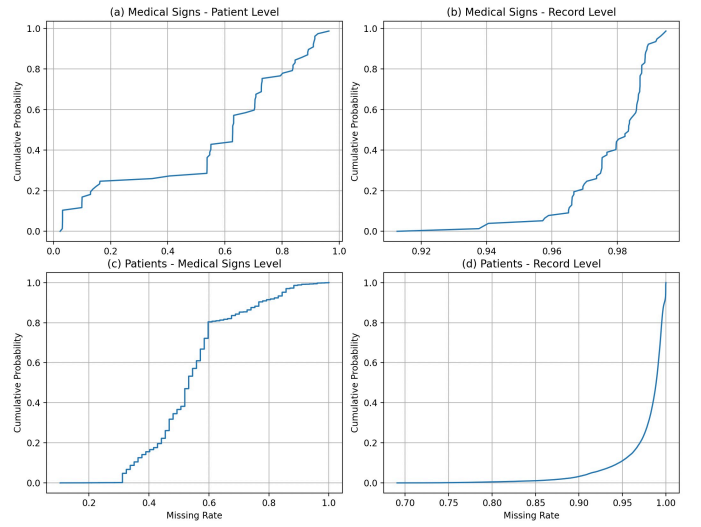 (a) Medical Signs - Patient Level
1.0
0.8
0.6
0.4
0.2
0.0
Cumulative Probability
0.0 0.2 0.4 0.6 0.8 1.0
(b) Medical Signs - Record Level
1.0
0.8
0.6
0.4
0.2
0.0
Cumulative Probability
0.92 0.94 0.96 0.98
(c) Patients - Medical Signs Level
1.0
0.8
0.6
0.4
0.2
0.0
Cumulative Probability
0.2 0.4 0.6 0.8 1.0
Missing Rate
(d) Patients - Record Level
1.0
0.8
0.6
0.4
0.2
0.0
Cumulative Probability
0.70 0.75 0.80 0.85 0.90 0.95 1.00
Missing Rate